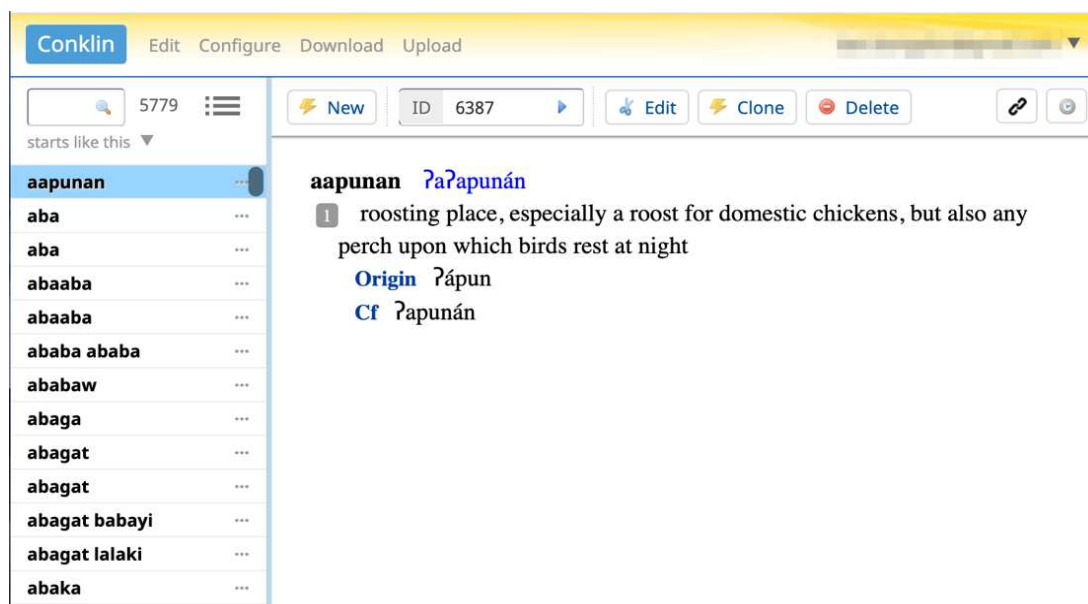 Conklin Edit Configure Download Upload
5779
New ID 6387 Edit Clone Delete
starts like this
aapunan
aba
aba
abaaba
abaaba
ababa ababa
ababaw
abaga
abagat
abagat
abagat babayi
abagat lalaki
abaka
aapunan ʔaʔapunán
1 roosting place, especially a roost for domestic chickens, but also any
perch upon which birds rest at night
Origin ʔápun
Cf ʔapunán